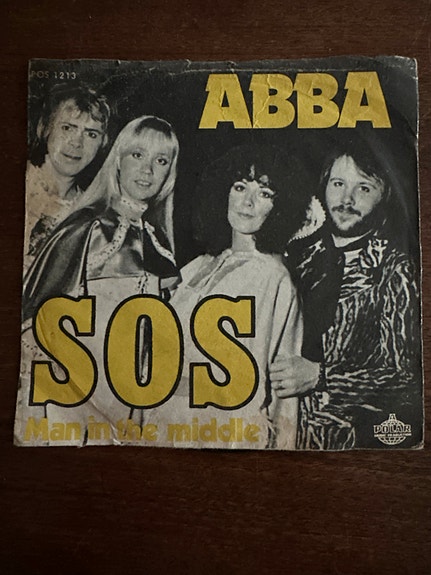 POS 1213
ABBA
SOS
Man in the middle
A
POLAR